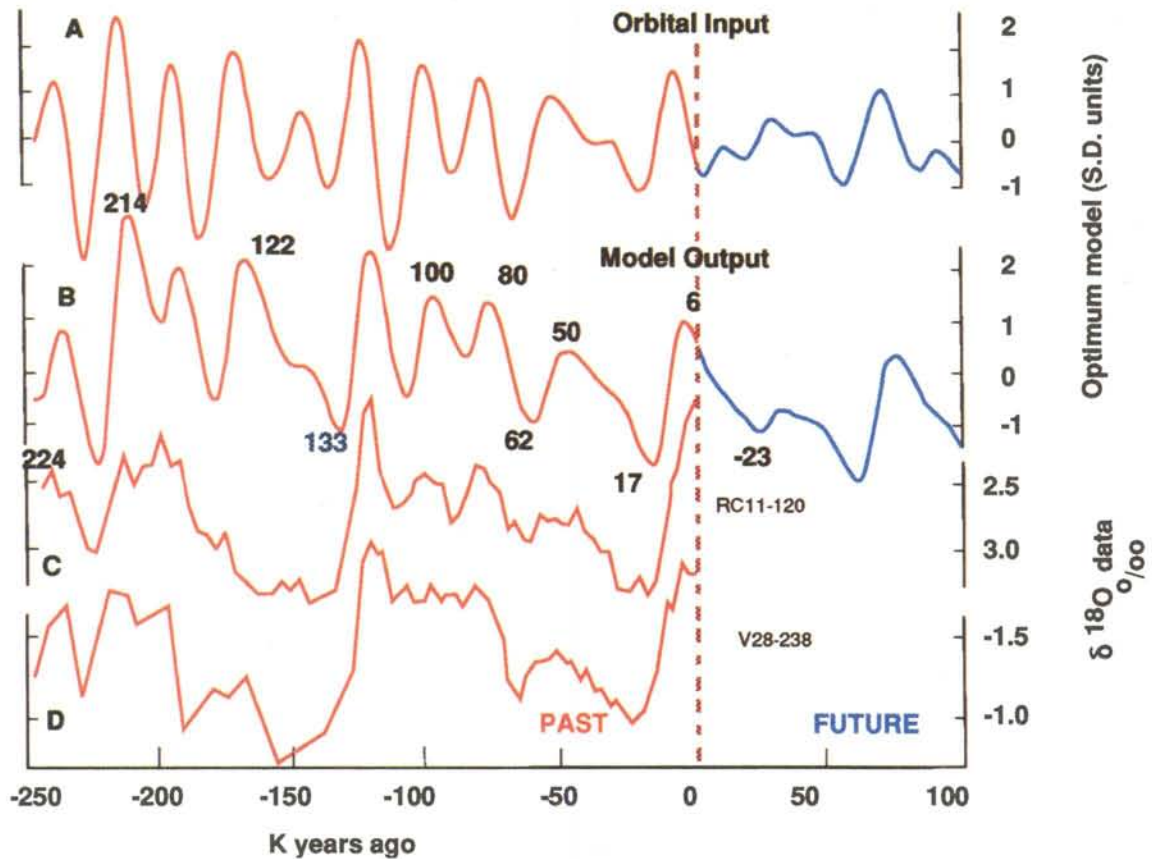 A
Orbital Input
2
1
0
-1
Optimum model (S.D. units)
214
122
Model Output
B
100
80
6
2
1
0
-1
50
133
62
17
-23
224
RC11-120
2.5
C
3.0
δ 18O data o/oo
V28-238
-1.5
D
PAST
FUTURE
-1.0
-250
-200
-150
-100
-50
0
50
100
K years ago